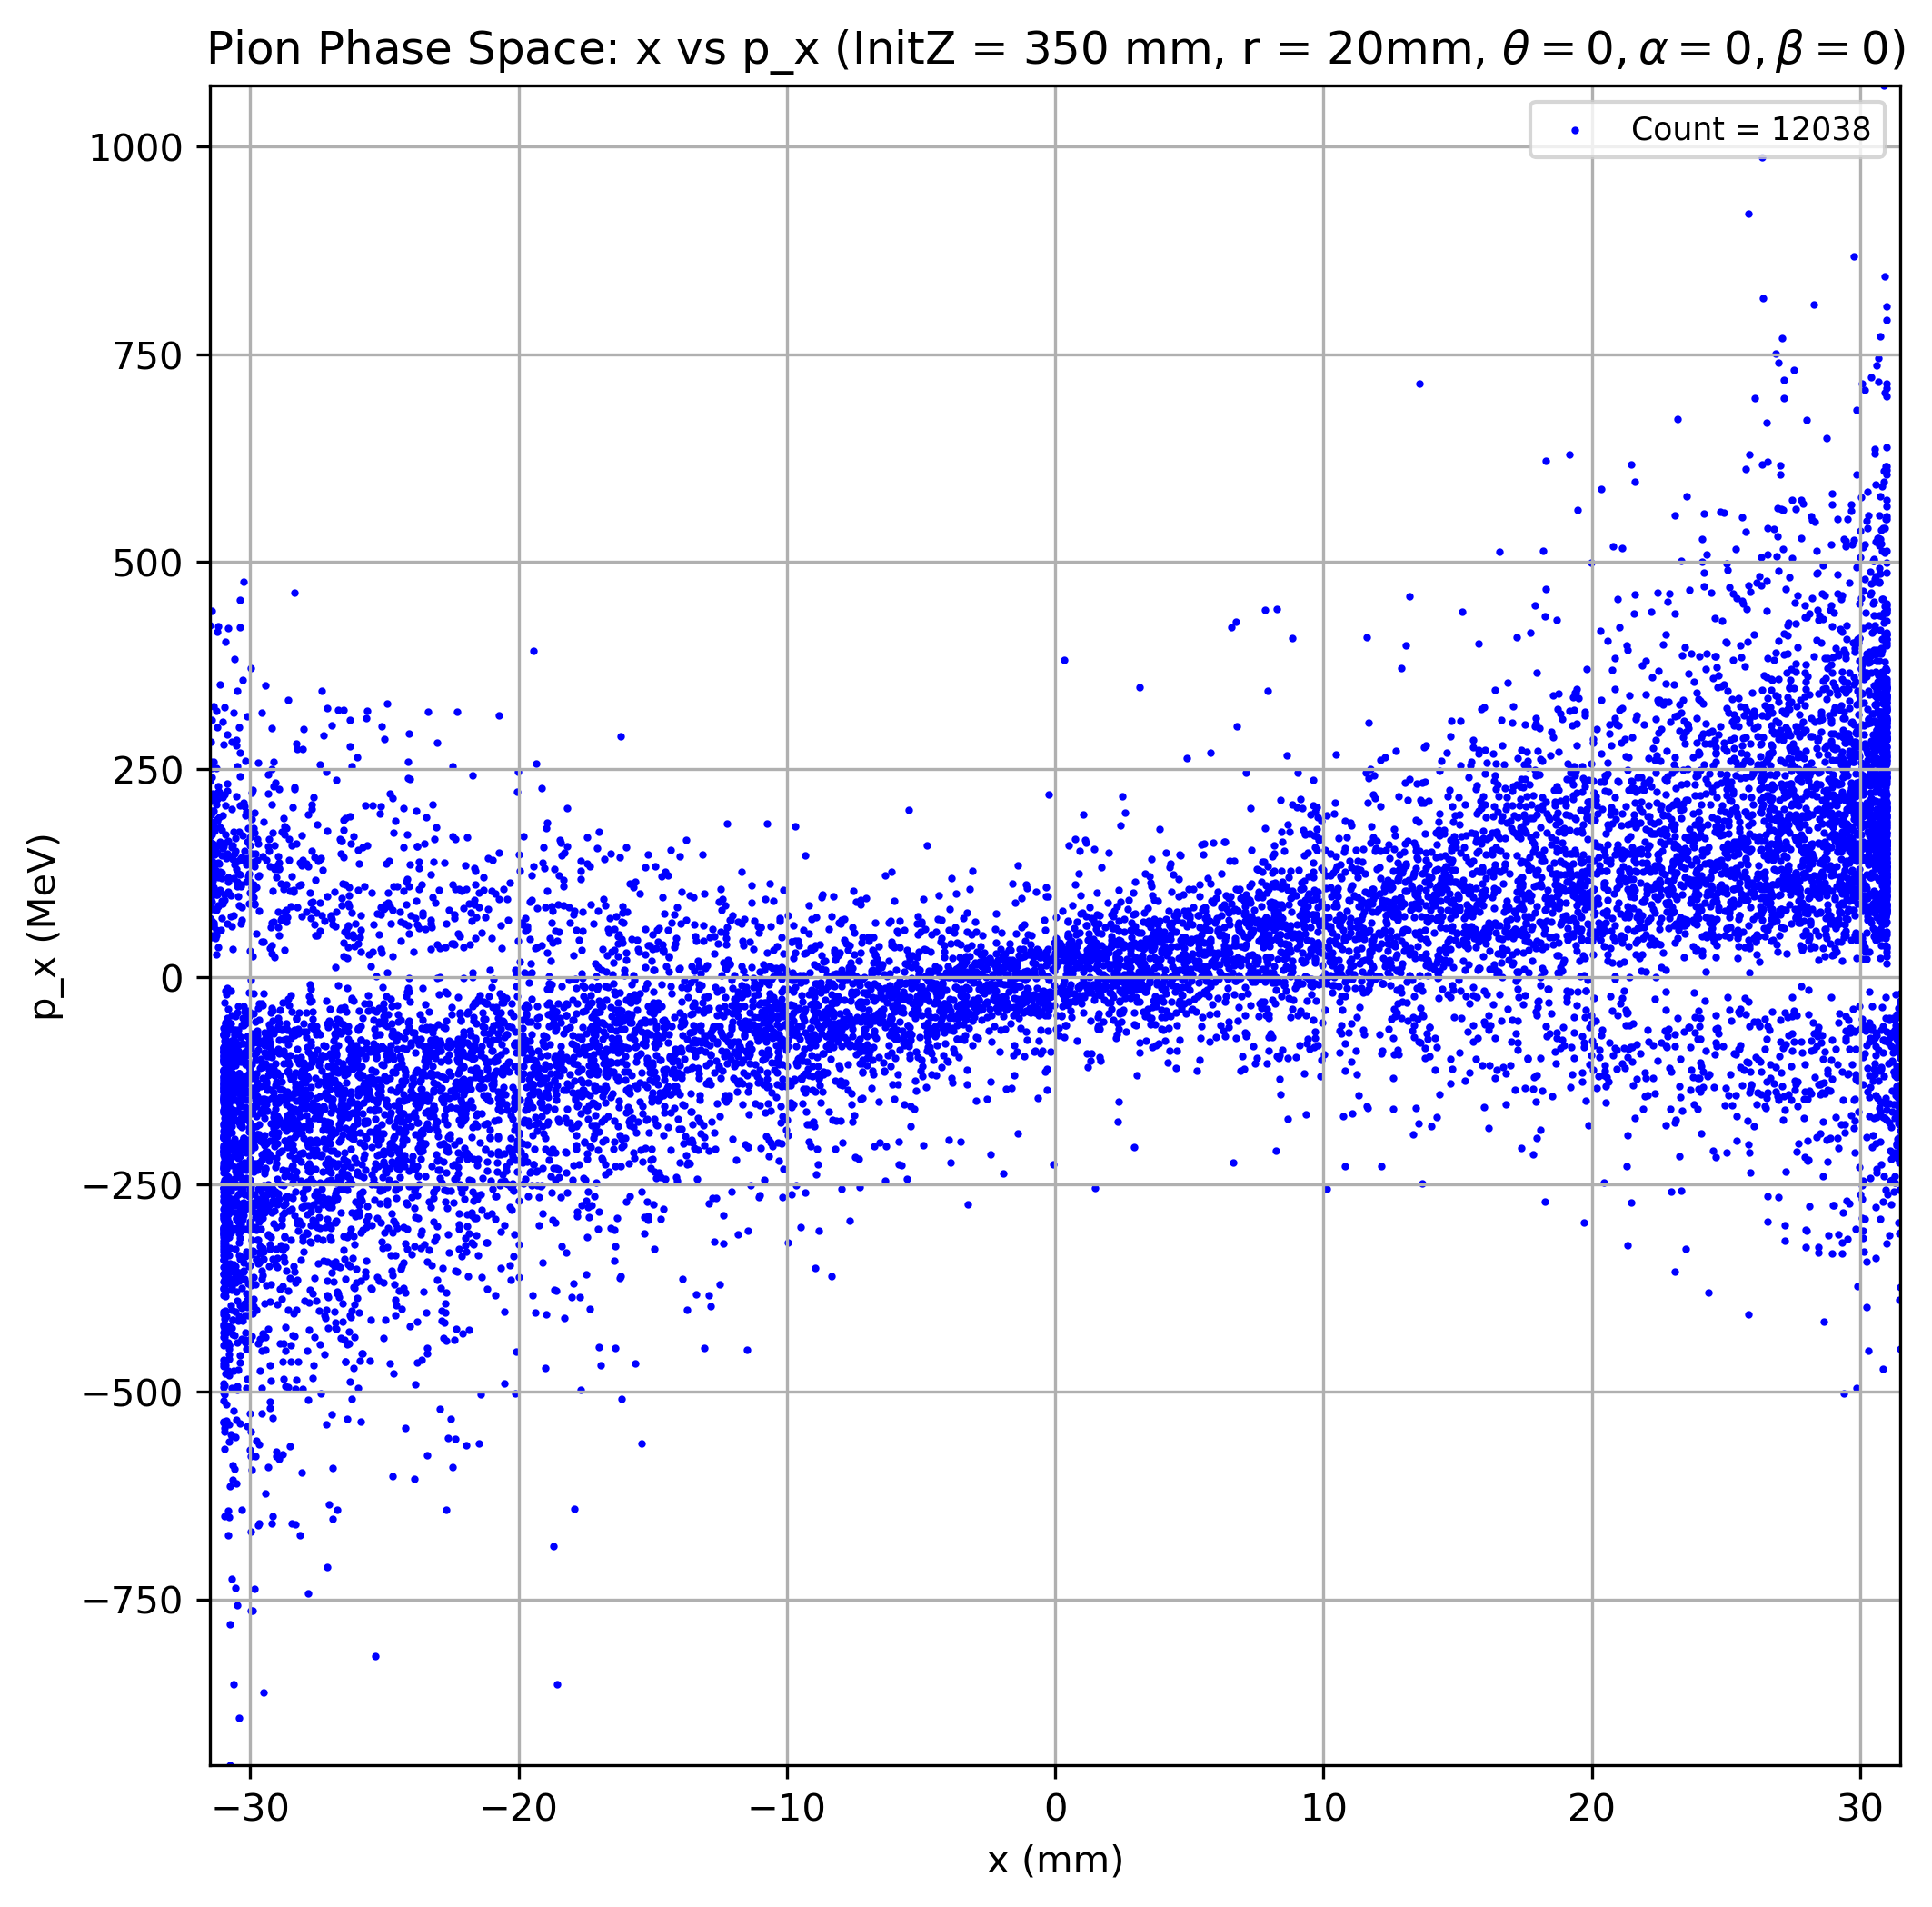 Pion Phase Space: x vs p_x (InitZ = 350 mm, r = 20mm, θ = 0, α = 0, β = 0)
Count = 12038
1000
750
500
250
0
−250
−500
−750
p_x (MeV)
−30 −20 −10 0 10 20 30
x (mm)